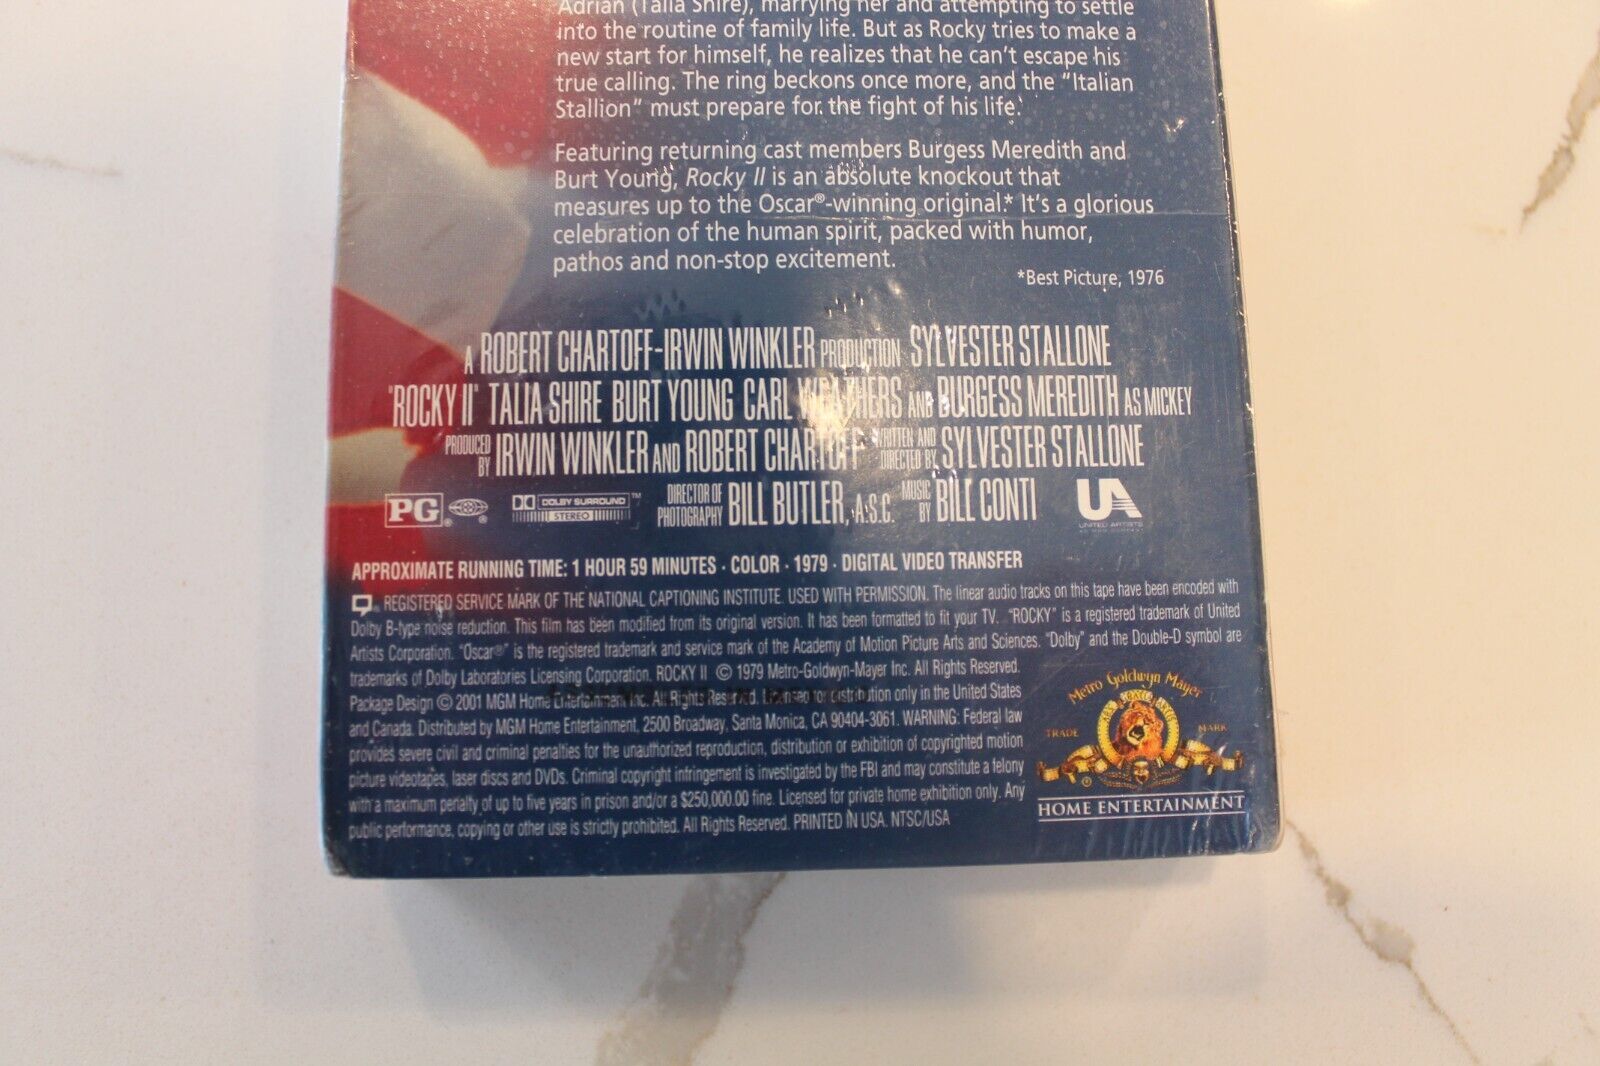 Adrian (Talia Shire), marrying her and attempting to settle
into the routine of family life. But as Rocky tries to make a
new start for himself, he realizes that he can't escape his
true calling. The ring beckons once more, and the "Italian
Stallion" must prepare for the fight of his life.
Featuring returning cast members Burgess Meredith and
Burt Young, Rocky II is an absolute knockout that
measures up to the Oscar®-winning original.* It's a glorious
celebration of the human spirit, packed with humor,
pathos and non-stop excitement.
*Best Picture, 1976
A ROBERT CHARTOFF-IRWIN WINKLER PRODUCTION SYLVESTER STALLONE
"ROCKY II" TALIA SHIRE BURT YOUNG CARL WEATHERS AND BURGESS MEREDITH AS MICKEY
PRODUCED BY IRWIN WINKLER AND ROBERT CHARTOFF WRITTEN AND DIRECTED BY SYLVESTER STALLONE
PG ® ® DOLBY SURROUND ™ STEREO DIRECTOR OF PHOTOGRAPHY BILL BUTLER, A.S.C. MUSIC BY BILL CONTI UA
UNITED ARTISTS
APPROXIMATE RUNNING TIME: 1 HOUR 59 MINUTES · COLOR · 1979 · DIGITAL VIDEO TRANSFER
REGISTERED SERVICE MARK OF THE NATIONAL CAPTIONING INSTITUTE. USED WITH PERMISSION. The linear audio tracks on this tape have been encoded with
Dolby B-type noise reduction. This film has been modified from its original version. It has been formatted to fit your TV. "ROCKY" is a registered trademark of United
Artists Corporation. "Oscar®" is the registered trademark and service mark of the Academy of Motion Picture Arts and Sciences. "Dolby" and the Double-D symbol are
trademarks of Dolby Laboratories Licensing Corporation. ROCKY II © 1979 Metro-Goldwyn-Mayer Inc. All Rights Reserved.
Package Design © 2001 MGM Home Entertainment Inc. All Rights Reserved. Licensed for distribution only in the United States
and Canada. Distributed by MGM Home Entertainment, 2500 Broadway, Santa Monica, CA 90404-3061. WARNING: Federal law
provides severe civil and criminal penalties for the unauthorized reproduction, distribution or exhibition of copyrighted motion
picture videotapes, laser discs and DVDs. Criminal copyright infringement is investigated by the FBI and may constitute a felony
with a maximum penalty of up to five years in prison and/or a $250,000.00 fine. Licensed for private home exhibition only. Any
public performance, copying or other use is strictly prohibited. All Rights Reserved. PRINTED IN USA. NTSC/USA
Metro Goldwyn Mayer
TRADE MARK
HOME ENTERTAINMENT